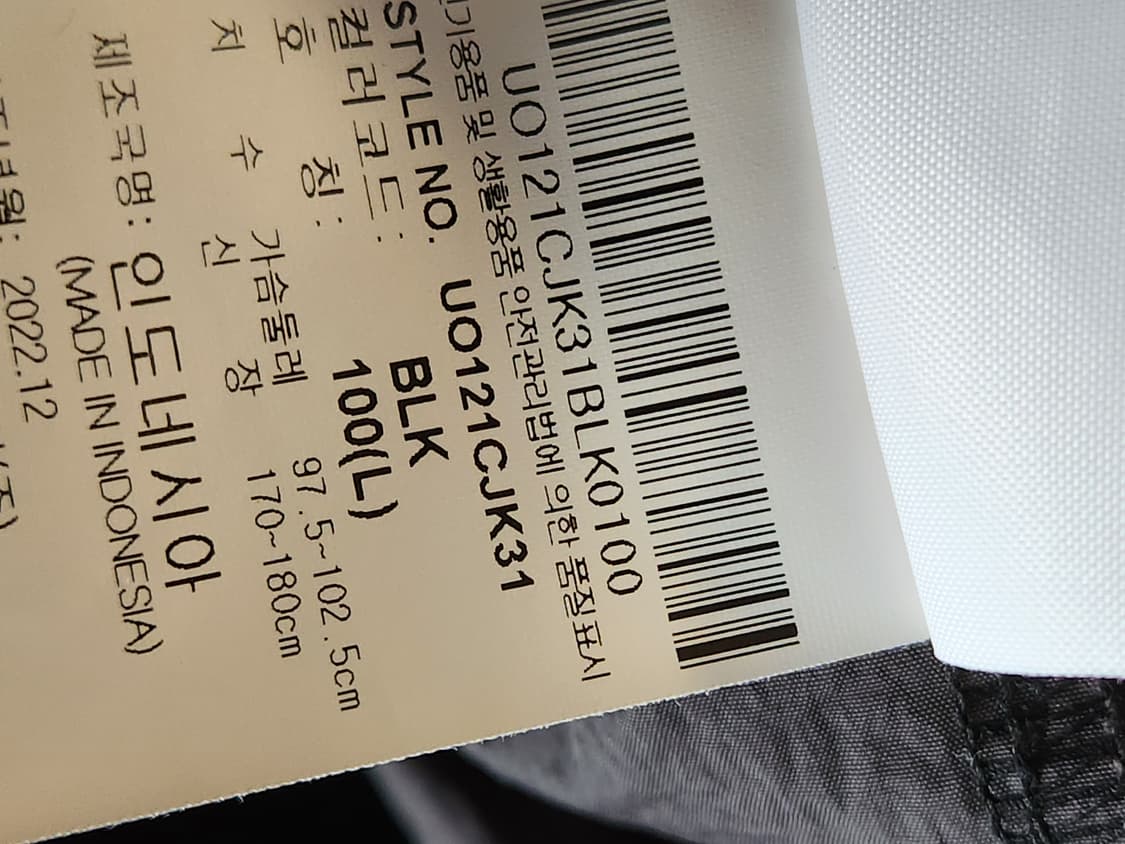 UO121CJK31BLK0100
전기용품 및 생활용품 안전관리법에 의한 품질표시
STYLE NO. UO121CJK31
컬러코드: BLK
호 칭: 100(L)
치 수 가슴둘레 97.5~102.5cm
신 장 170~180cm
제조국명: 인도네시아
(MADE IN INDONESIA)
2022.12